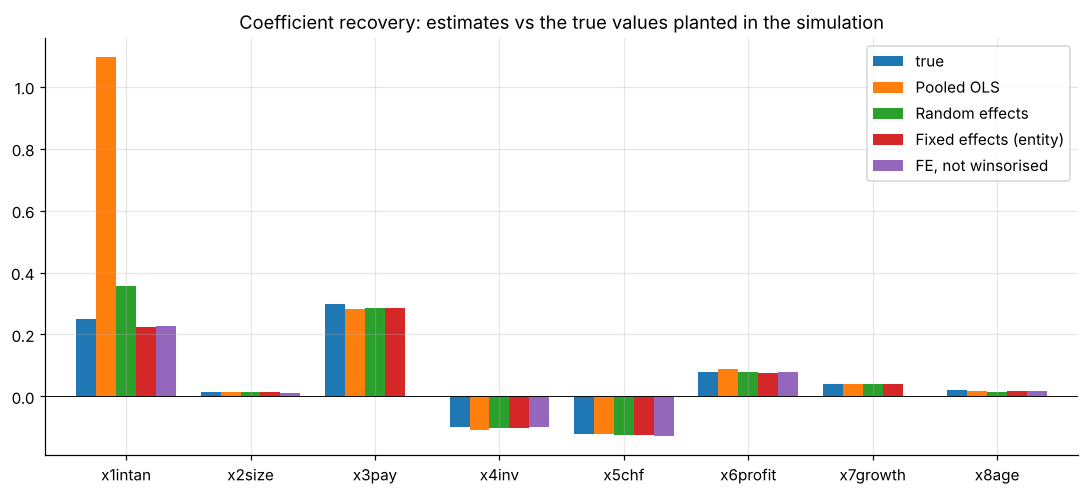 Coefficient recovery: estimates vs the true values planted in the simulation
true
Pooled OLS
Random effects
Fixed effects (entity)
FE, not winsorised
1.0
0.8
0.6
0.4
0.2
0.0
x1intan x2size x3pay x4inv x5chf x6profit x7growth x8age